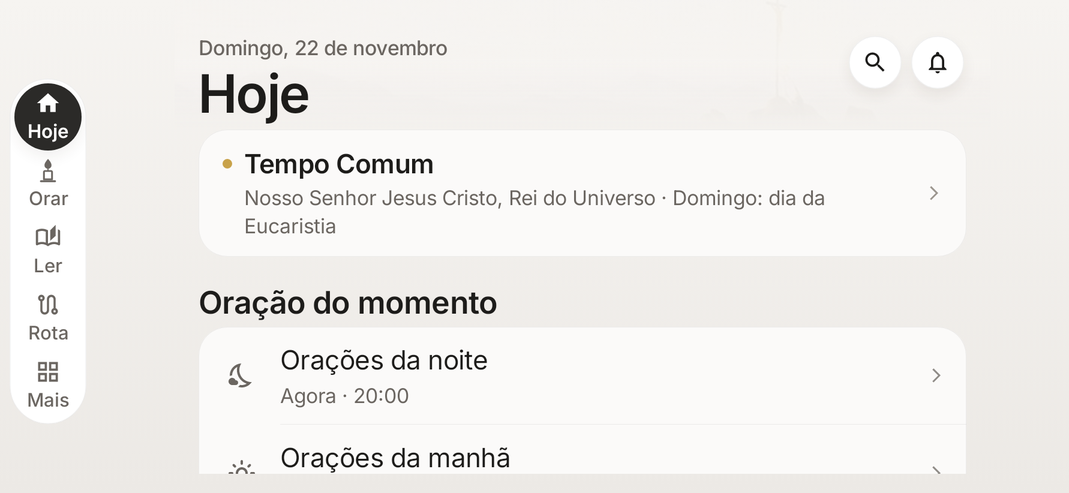 Domingo, 22 de novembro
Hoje
Hoje
Orar
Ler
Rota
Mais
Tempo Comum
Nosso Senhor Jesus Cristo, Rei do Universo · Domingo: dia da
Eucaristia
Oração do momento
Orações da noite
Agora · 20:00
Orações da manhã